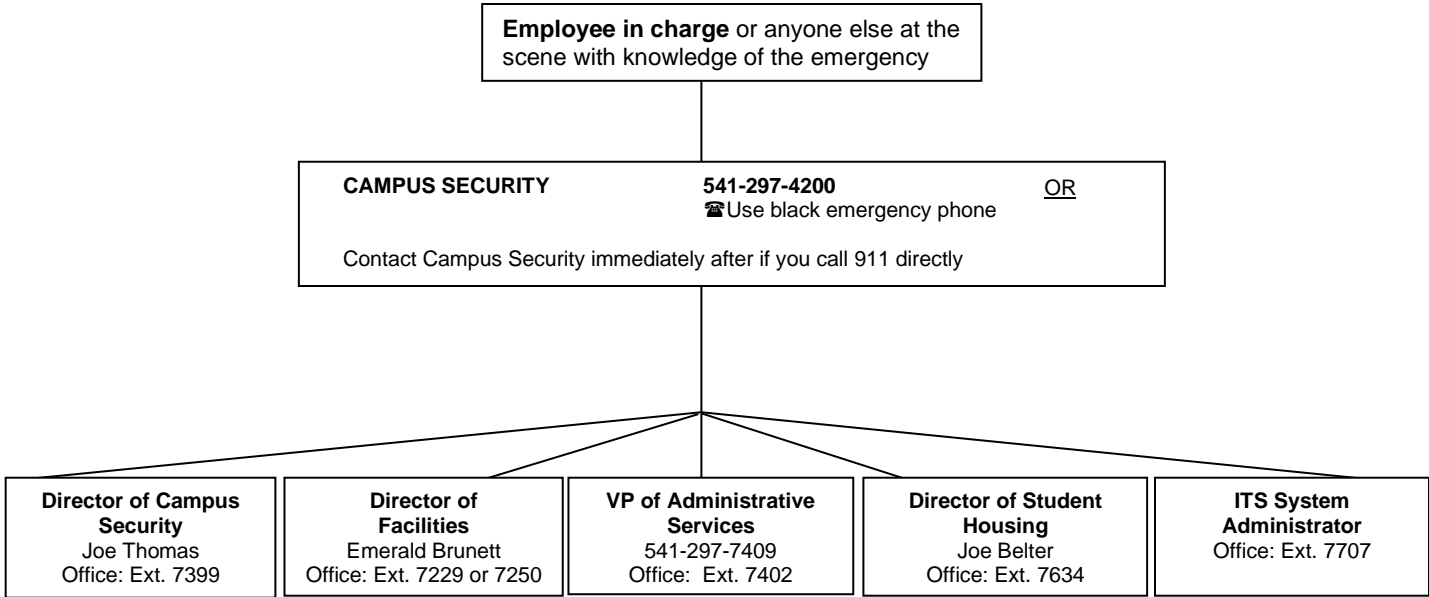 Employee in charge or anyone else at the
scene with knowledge of the emergency
CAMPUS SECURITY 541-297-4200 OR
☎Use black emergency phone
Contact Campus Security immediately after if you call 911 directly
Director of Campus
Security
Joe Thomas
Office: Ext. 7399
Director of
Facilities
Emerald Brunett
Office: Ext. 7229 or 7250
VP of Administrative
Services
541-297-7409
Office: Ext. 7402
Director of Student
Housing
Joe Belter
Office: Ext. 7634
ITS System
Administrator
Office: Ext. 7707